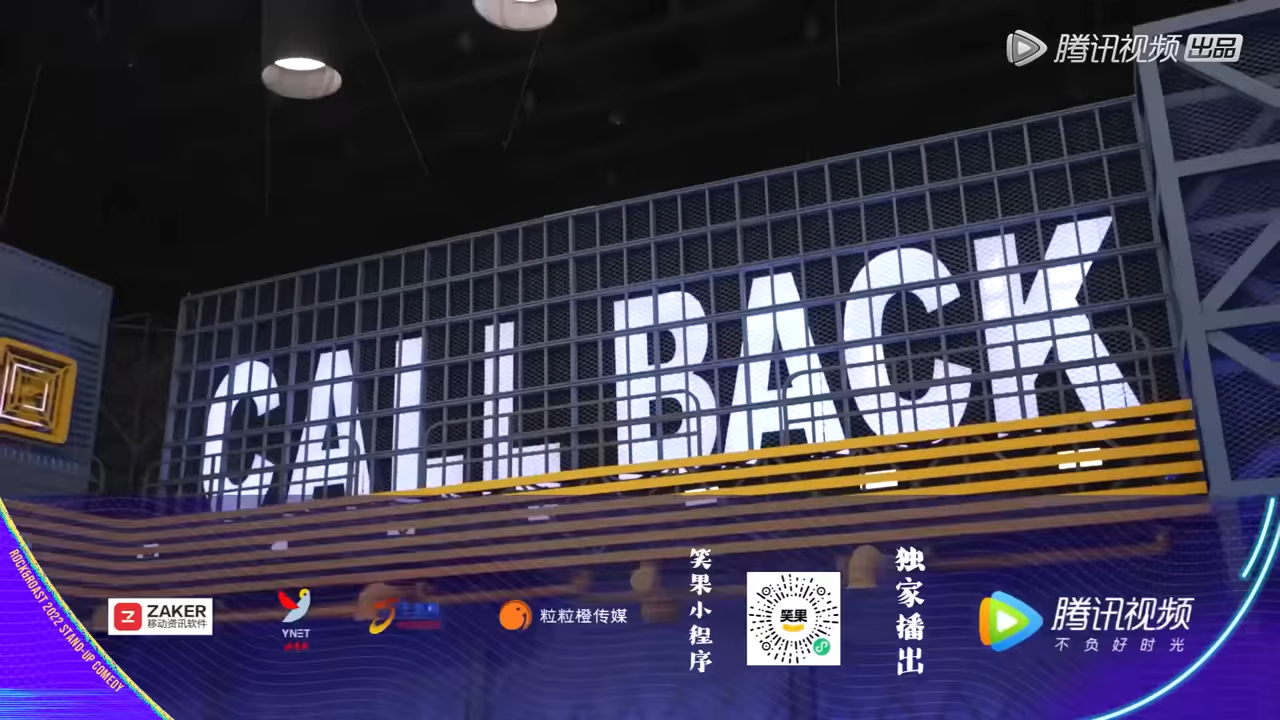 腾讯视频 出品
CALL BACK
ROCK&ROAST 2022 STAND-UP COMEDY
Z ZAKER
移动资讯软件
YNET
粒粒橙传媒
笑果小程序
笑果
独家播出
腾讯视频
不负好时光